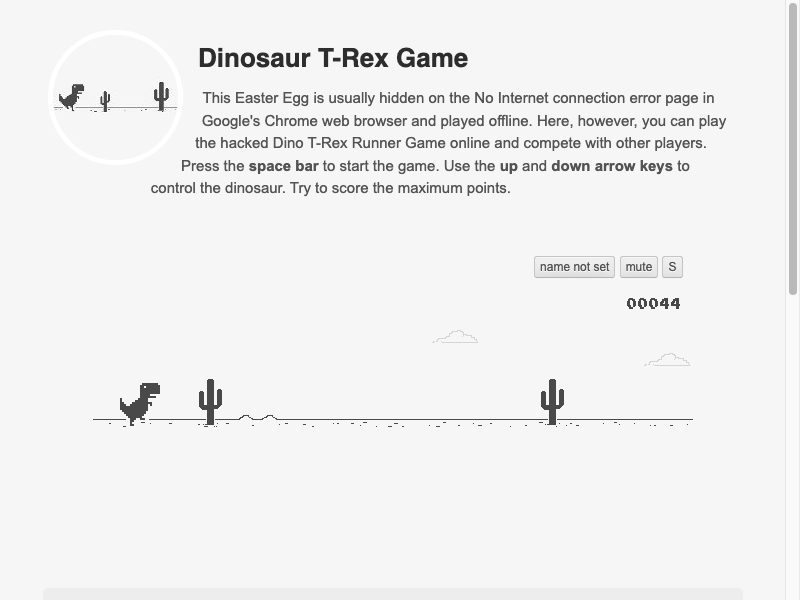 Dinosaur T-Rex Game
This Easter Egg is usually hidden on the No Internet connection error page in
Google's Chrome web browser and played offline. Here, however, you can play
the hacked Dino T-Rex Runner Game online and compete with other players.
Press the space bar to start the game. Use the up and down arrow keys to
control the dinosaur. Try to score the maximum points.
name not set mute S
00044